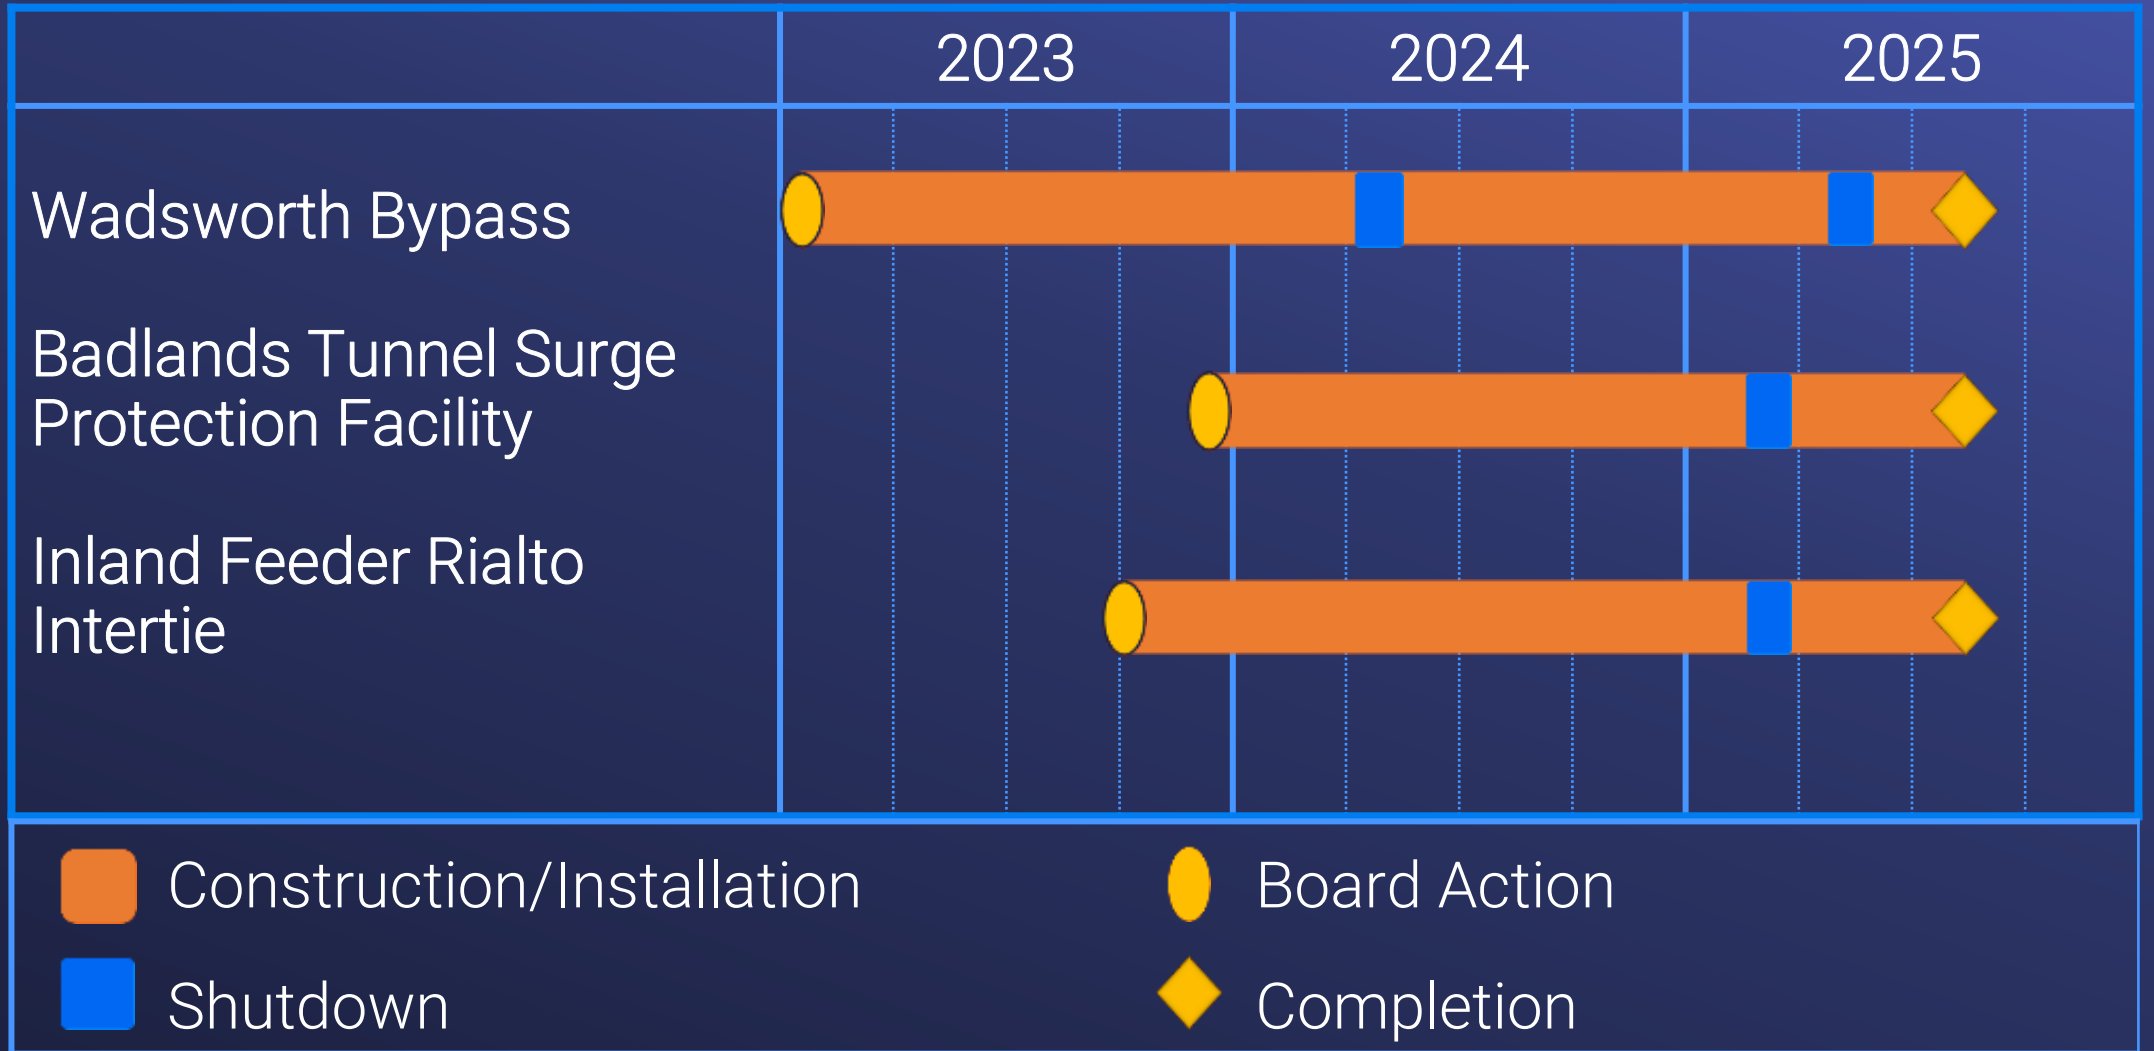 2023 2024 2025
Wadsworth Bypass
Badlands Tunnel Surge
Protection Facility
Inland Feeder Rialto
Intertie
Construction/Installation
Board Action
Shutdown
Completion